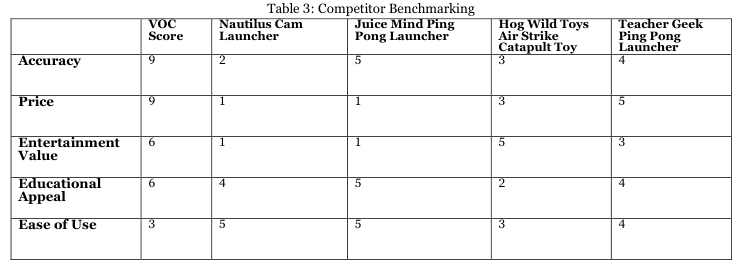 Table 3: Competitor Benchmarking
VOC Score Nautilus Cam Launcher Juice Mind Ping Pong Launcher Hog Wild Toys Air Strike Catapult Toy Teacher Geek Ping Pong Launcher
Accuracy 9 2 5 3 4
Price 9 1 1 3 5
Entertainment Value 6 1 1 5 3
Educational Appeal 6 4 5 2 4
Ease of Use 3 5 5 3 4